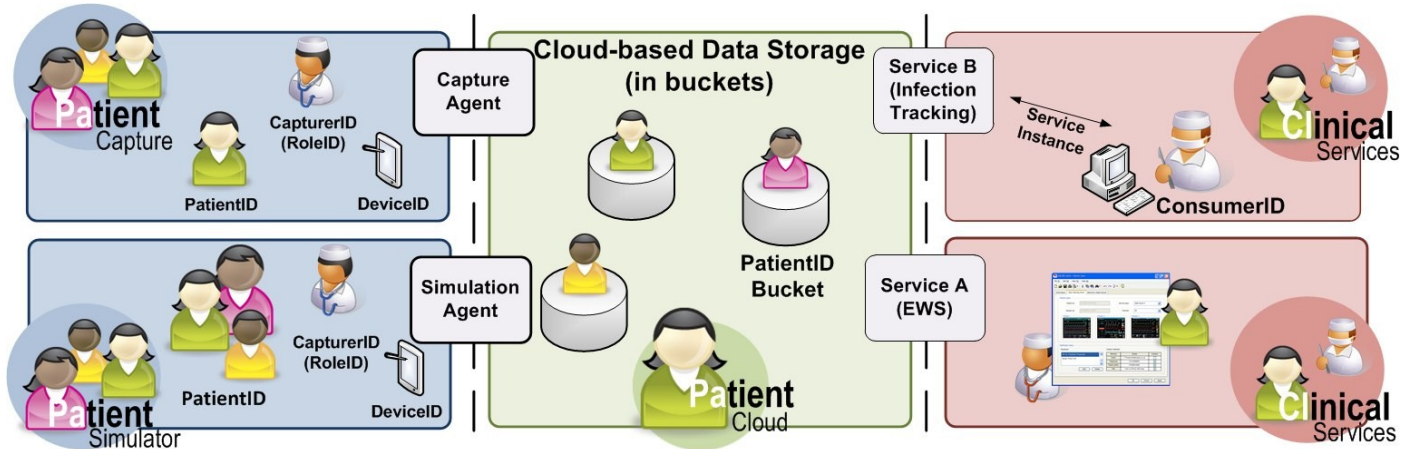 Patient
Capture
PatientID
CapturerID
(RoleID)
DeviceID
Capture
Agent
Patient
Simulator
PatientID
CapturerID
(RoleID)
DeviceID
Simulation
Agent
Cloud-based Data Storage
(in buckets)
PatientID
Bucket
Patient
Cloud
Service B
(Infection
Tracking)
Service
Instance
ConsumerID
Clinical
Services
Service A
(EWS)
Clinical
Services